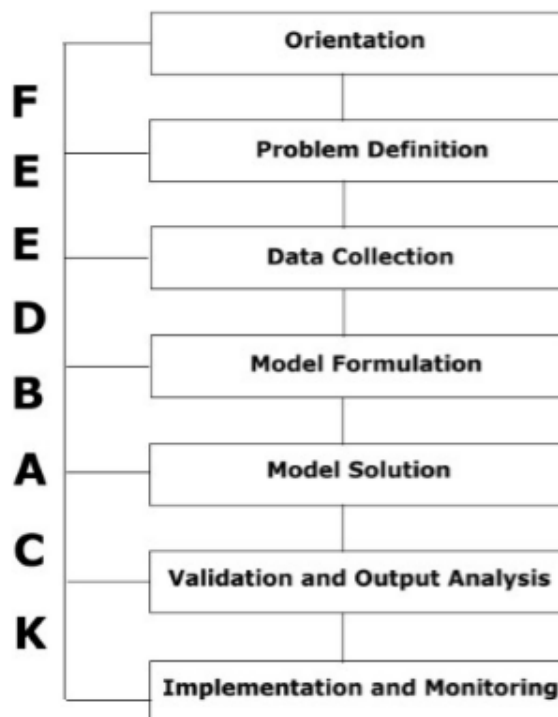 Orientation
F
Problem Definition
E
E
Data Collection
D
Model Formulation
B
A
Model Solution
C
Validation and Output Analysis
K
Implementation and Monitoring